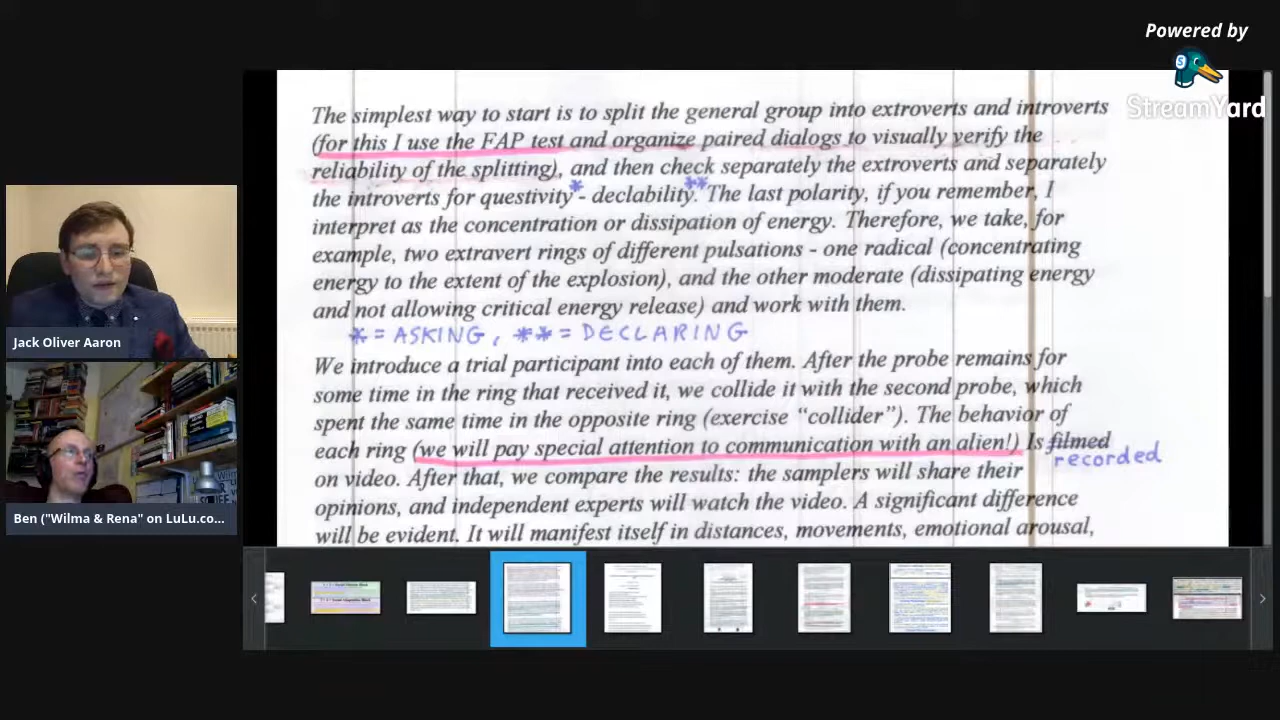 Powered by
StreamYard
The simplest way to start is to split the general group into extroverts and introverts
(for this I use the FAP test and organize paired dialogs to visually verify the
reliability of the splitting), and then check separately the extroverts and separately
the introverts for questivity* - declability.** The last polarity, if you remember, I
interpret as the concentration or dissipation of energy. Therefore, we take, for
example, two extravert rings of different pulsations - one radical (concentrating
energy to the extent of the explosion), and the other moderate (dissipating energy
and not allowing critical energy release) and work with them.
* = ASKING, ** = DECLARING
We introduce a trial participant into each of them. After the probe remains for
some time in the ring that received it, we collide it with the second probe, which
spent the same time in the opposite ring (exercise “collider”). The behavior of
each ring (we will pay special attention to communication with an alien!) Is filmed
recorded
on video. After that, we compare the results: the samplers will share their
opinions, and independent experts will watch the video. A significant difference
will be evident. It will manifest itself in distances, movements, emotional arousal,
Jack Oliver Aaron
Ben ("Wilma & Rena" on LuLu.co...